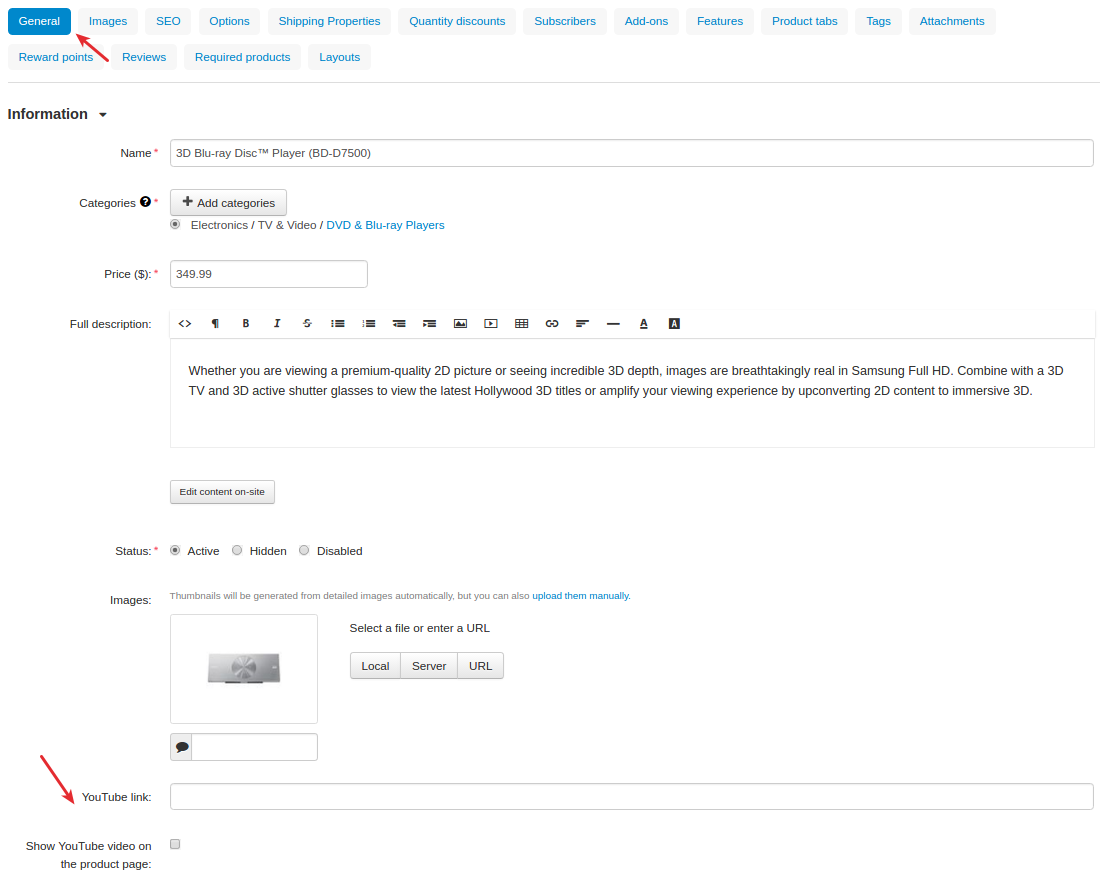 General Images SEO Options Shipping Properties Quantity discounts Subscribers Add-ons Features Product tabs Tags Attachments
Reward points Reviews Required products Layouts
Information
Name * 3D Blu-ray Disc™ Player (BD-D7500)
Categories ? * + Add categories
Electronics / TV & Video / DVD & Blu-ray Players
Price ($): * 349.99
Full description: <> ¶ B I S A A
Whether you are viewing a premium-quality 2D picture or seeing incredible 3D depth, images are breathtakingly real in Samsung Full HD. Combine with a 3D
TV and 3D active shutter glasses to view the latest Hollywood 3D titles or amplify your viewing experience by upconverting 2D content to immersive 3D.
Edit content on-site
Status: * Active Hidden Disabled
Images: Thumbnails will be generated from detailed images automatically, but you can also upload them manually.
Select a file or enter a URL
Local Server URL
YouTube link:
Show YouTube video on
the product page: